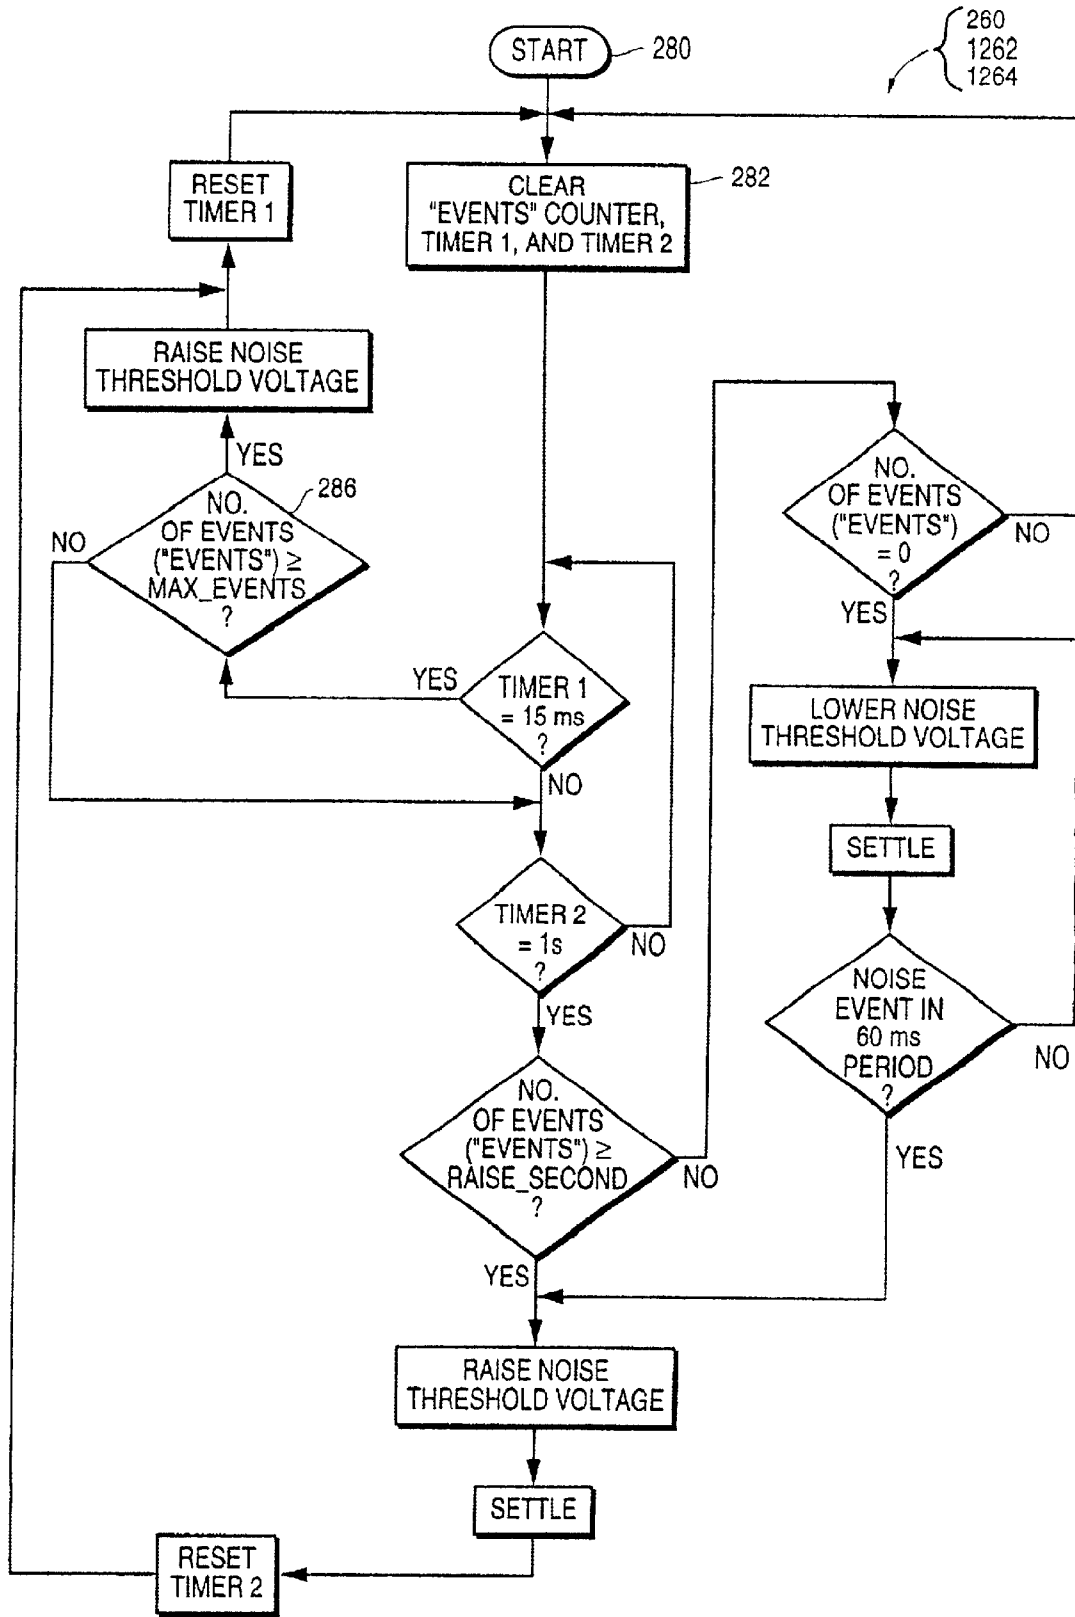 260
1262
1264
START
280
RESET
TIMER 1
CLEAR
"EVENTS" COUNTER,
TIMER 1, AND TIMER 2
282
RAISE NOISE
THRESHOLD VOLTAGE
YES
286
NO.
OF EVENTS
("EVENTS") ≥
MAX_EVENTS
?
NO
NO.
OF EVENTS
("EVENTS")
= 0
?
NO
YES
YES
TIMER 1
= 15 ms
?
NO
LOWER NOISE
THRESHOLD VOLTAGE
SETTLE
TIMER 2
= 1s
?
NO
YES
NOISE
EVENT IN
60 ms
PERIOD
?
NO
YES
NO.
OF EVENTS
("EVENTS") ≥
RAISE_SECOND
?
NO
YES
RAISE NOISE
THRESHOLD VOLTAGE
SETTLE
RESET
TIMER 2